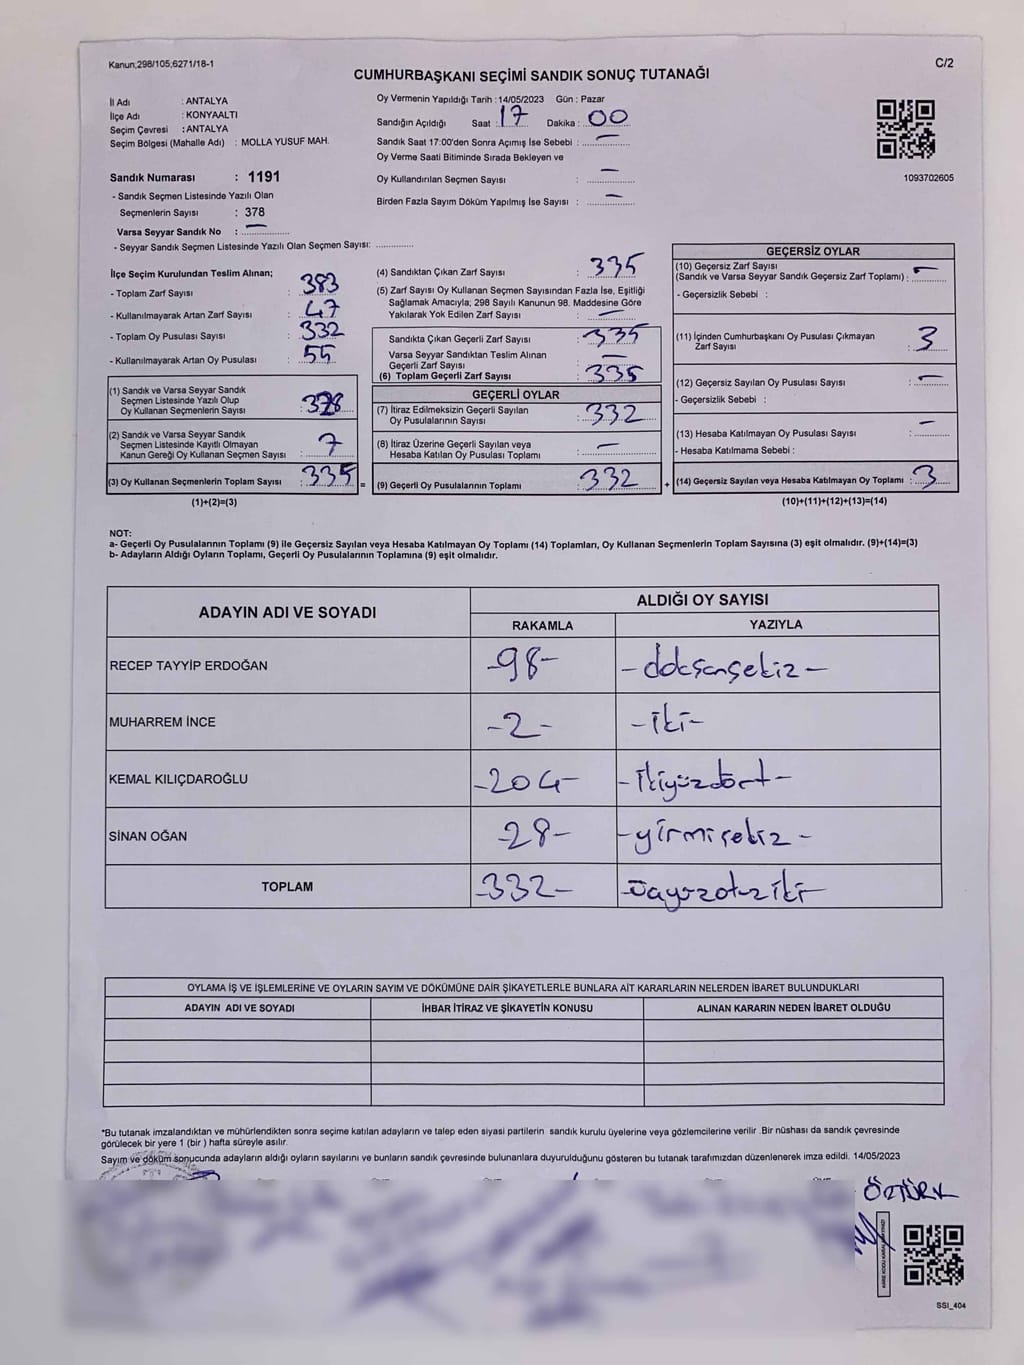 Kanun,298/105;6271/18-1
C/2
CUMHURBAŞKANI SEÇİMİ SANDIK SONUÇ TUTANAĞI
İl Adı : ANTALYA
İlçe Adı : KONYAALTI
Seçim Çevresi : ANTALYA
Seçim Bölgesi (Mahalle Adı) : MOLLA YUSUF MAH.
Sandık Numarası : 1191
- Sandık Seçmen Listesinde Yazılı Olan
Seçmenlerin Sayısı : 378
Varsa Seyyar Sandık No : —
- Seyyar Sandık Seçmen Listesinde Yazılı Olan Seçmen Sayısı: ............
Oy Vermenin Yapıldığı Tarih : 14/05/2023 Gün : Pazar
Sandığın Açıldığı Saat : 17 Dakika : 00
Sandık Saat 17:00'den Sonra Açımış İse Sebebi : —
Oy Verme Saati Bitiminde Sırada Bekleyen ve
Oy Kullandırılan Seçmen Sayısı : —
Birden Fazla Sayım Döküm Yapılmış İse Sayısı : —
1093702605
İlçe Seçim Kurulundan Teslim Alınan;
- Toplam Zarf Sayısı : 383
- Kullanılmayarak Artan Zarf Sayısı : 47
- Toplam Oy Pusulası Sayısı : 332
- Kullanılmayarak Artan Oy Pusulası : 55
(1) Sandık ve Varsa Seyyar Sandık
Seçmen Listesinde Yazılı Olup
Oy Kullanan Seçmenlerin Sayısı :
(2) Sandık ve Varsa Seyyar Sandık
Seçmen Listesinde Kayıtlı Olmayan
Kanun Gereği Oy Kullanan Seçmen Sayısı : 7
(3) Oy Kullanan Seçmenlerin Toplam Sayısı : 335 =
(1)+(2)=(3)
(4) Sandıktan Çıkan Zarf Sayısı : 335
(5) Zarf Sayısı Oy Kullanan Seçmen Sayısından Fazla İse, Eşitliği
Sağlamak Amacıyla; 298 Sayılı Kanunun 98. Maddesine Göre
Yakılarak Yok Edilen Zarf Sayısı : —
Sandıkta Çıkan Geçerli Zarf Sayısı : 335
Varsa Seyyar Sandıktan Teslim Alınan
Geçerli Zarf Sayısı : —
(6) Toplam Geçerli Zarf Sayısı : 335
GEÇERLİ OYLAR
(7) İtiraz Edilmeksizin Geçerli Sayılan
Oy Pusulalarının Sayısı : 332
(8) İtiraz Üzerine Geçerli Sayılan veya
Hesaba Katılan Oy Pusulası Toplamı : —
(9) Geçerli Oy Pusulalarının Toplamı : 332 +
GEÇERSİZ OYLAR
(10) Geçersiz Zarf Sayısı
(Sandık ve Varsa Seyyar Sandık Geçersiz Zarf Toplamı) : —
- Geçersizlik Sebebi :
(11) İçinden Cumhurbaşkanı Oy Pusulası Çıkmayan
Zarf Sayısı : 3
(12) Geçersiz Sayılan Oy Pusulası Sayısı : —
- Geçersizlik Sebebi :
(13) Hesaba Katılmayan Oy Pusulası Sayısı : —
- Hesaba Katılmama Sebebi :
(14) Geçersiz Sayılan veya Hesaba Katılmayan Oy Toplamı : 3
(10)+(11)+(12)+(13)=(14)
NOT:
a- Geçerli Oy Pusulalarının Toplamı (9) ile Geçersiz Sayılan veya Hesaba Katılmayan Oy Toplamı (14) Toplamları, Oy Kullanan Seçmenlerin Toplam Sayısına (3) eşit olmalıdır. (9)+(14)=(3)
b- Adayların Aldığı Oyların Toplamı, Geçerli Oy Pusulalarının Toplamına (9) eşit olmalıdır.
ADAYIN ADI VE SOYADI
ALDIĞI OY SAYISI
RAKAMLA YAZIYLA
RECEP TAYYİP ERDOĞAN -98- -doksansekiz-
MUHARREM İNCE -2- -iki-
KEMAL KILIÇDAROĞLU -204- -ikiyüzdört-
SİNAN OĞAN 28- -yirmisekiz-
TOPLAM -332- -üçyüzotuziki-
OYLAMA İŞ VE İŞLEMLERİNE VE OYLARIN SAYIM VE DÖKÜMÜNE DAİR ŞİKAYETLERLE BUNLARA AİT KARARLARIN NELERDEN İBARET BULUNDUKLARI
ADAYIN ADI VE SOYADI İHBAR İTİRAZ VE ŞİKAYETİN KONUSU ALINAN KARARIN NEDEN İBARET OLDUĞU
*Bu tutanak imzalandıktan ve mühürlendikten sonra seçime katılan adayların ve talep eden siyasi partilerin sandık kurulu üyelerine veya gözlemcilerine verilir .Bir nüshası da sandık çevresinde
görülecek bir yere 1 (bir ) hafta süreyle asılır.
Sayım ve döküm sonucunda adayların aldığı oyların sayılarını ve bunların sandık çevresinde bulunanlara duyurulduğunu gösteren bu tutanak tarafımızdan düzenlenerek imza edildi. 14/05/2023
ÖZTÜRK
SSI_404